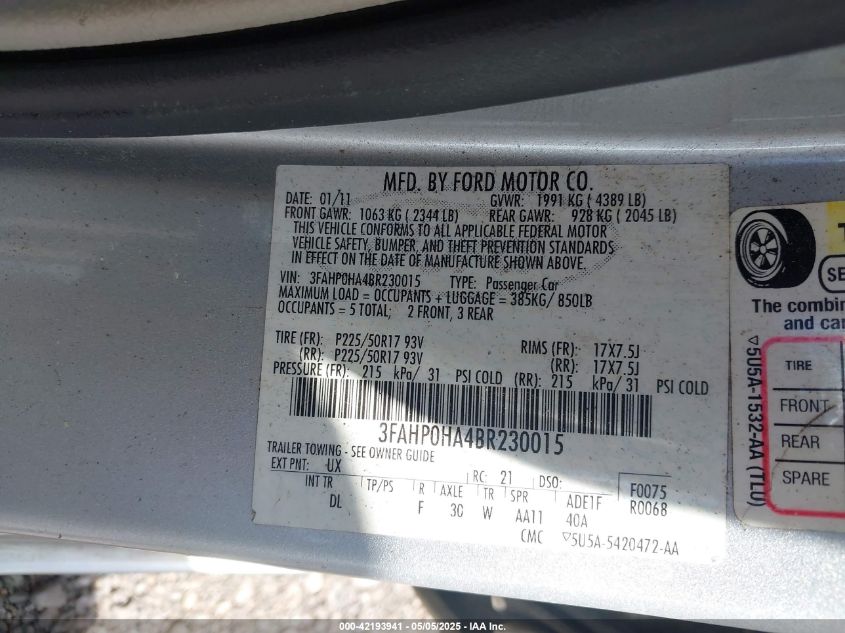 MFD. BY FORD MOTOR CO.
DATE: 01/11 GVWR: 1991 KG ( 4389 LB)
FRONT GAWR: 1063 KG ( 2344 LB) REAR GAWR: 928 KG ( 2045 LB)
THIS VEHICLE CONFORMS TO ALL APPLICABLE FEDERAL MOTOR
VEHICLE SAFETY, BUMPER, AND THEFT PREVENTION STANDARDS
IN EFFECT ON THE DATE OF MANUFACTURE SHOWN ABOVE.
VIN: 3FAHP0HA4BR230015 TYPE: Passenger Car
MAXIMUM LOAD = OCCUPANTS + LUGGAGE = 385KG/ 850LB
OCCUPANTS = 5 TOTAL; 2 FRONT, 3 REAR
TIRE (FR): P225/50R17 93V RIMS (FR): 17X7.5J
(RR): P225/50R17 93V (RR): 17X7.5J
PRESSURE (FR): 215 kPa/ 31 PSI COLD (RR): 215 kPa/ 31 PSI COLD
3FAHP0HA4BR230015
TRAILER TOWING - SEE OWNER GUIDE
EXT PNT: UX RC: 21 DSO: F0075
INT TR TP/PS R AXLE TR SPR ADE1F R0068
DL F 30 W AA11 40A
CMC ▽5U5A-5420472-AA
T
SE
The combin
and car
TIRE
FRONT
REAR
SPARE
▽5U5A-1532-AA (TLU)
000-42193941 - 05/05/2025 - IAA Inc.